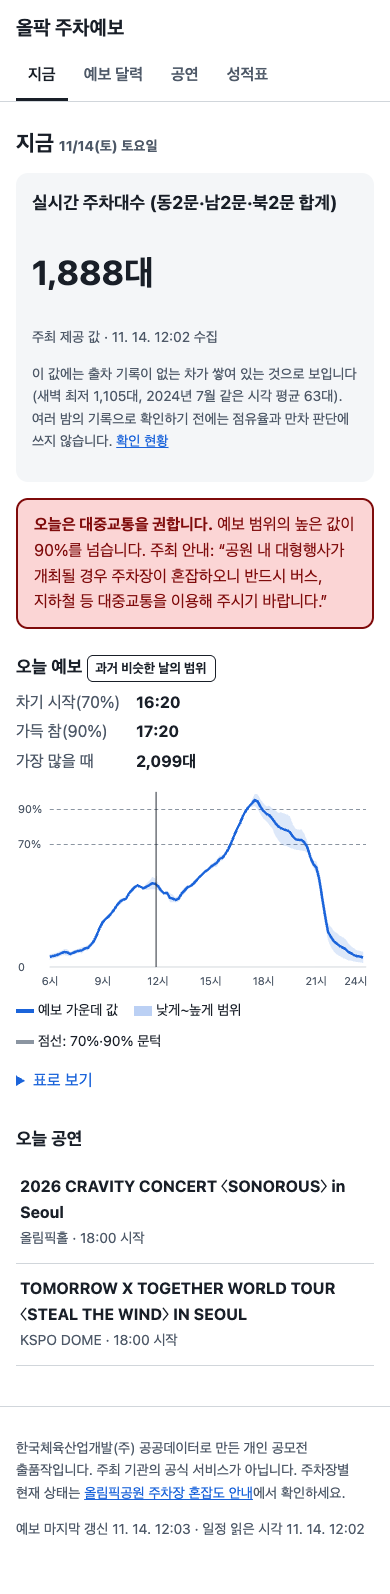 올팍 주차예보
지금 예보 달력 공연 성적표
지금 11/14(토) 토요일
실시간 주차대수 (동2문·남2문·북2문 합계)
1,888대
주최 제공 값 · 11. 14. 12:02 수집
이 값에는 출차 기록이 없는 차가 쌓여 있는 것으로 보입니다
(새벽 최저 1,105대, 2024년 7월 같은 시각 평균 63대).
여러 밤의 기록으로 확인하기 전에는 점유율과 만차 판단에
쓰지 않습니다. 확인 현황
오늘은 대중교통을 권합니다. 예보 범위의 높은 값이
90%를 넘습니다. 주최 안내: “공원 내 대형행사가
개최될 경우 주차장이 혼잡하오니 반드시 버스,
지하철 등 대중교통을 이용해 주시기 바랍니다.”
오늘 예보 과거 비슷한 날의 범위
차기 시작(70%) 16:20
가득 참(90%) 17:20
가장 많을 때 2,099대
90%
70%
0
6시 9시 12시 15시 18시 21시 24시
예보 가운데 값 낮게~높게 범위
점선: 70%·90% 문턱
▶ 표로 보기
오늘 공연
2026 CRAVITY CONCERT 〈SONOROUS〉 in
Seoul
올림픽홀 · 18:00 시작
TOMORROW X TOGETHER WORLD TOUR
〈STEAL THE WIND〉 IN SEOUL
KSPO DOME · 18:00 시작
한국체육산업개발(주) 공공데이터로 만든 개인 공모전
출품작입니다. 주최 기관의 공식 서비스가 아닙니다. 주차장별
현재 상태는 올림픽공원 주차장 혼잡도 안내에서 확인하세요.
예보 마지막 갱신 11. 14. 12:03 · 일정 읽은 시각 11. 14. 12:02